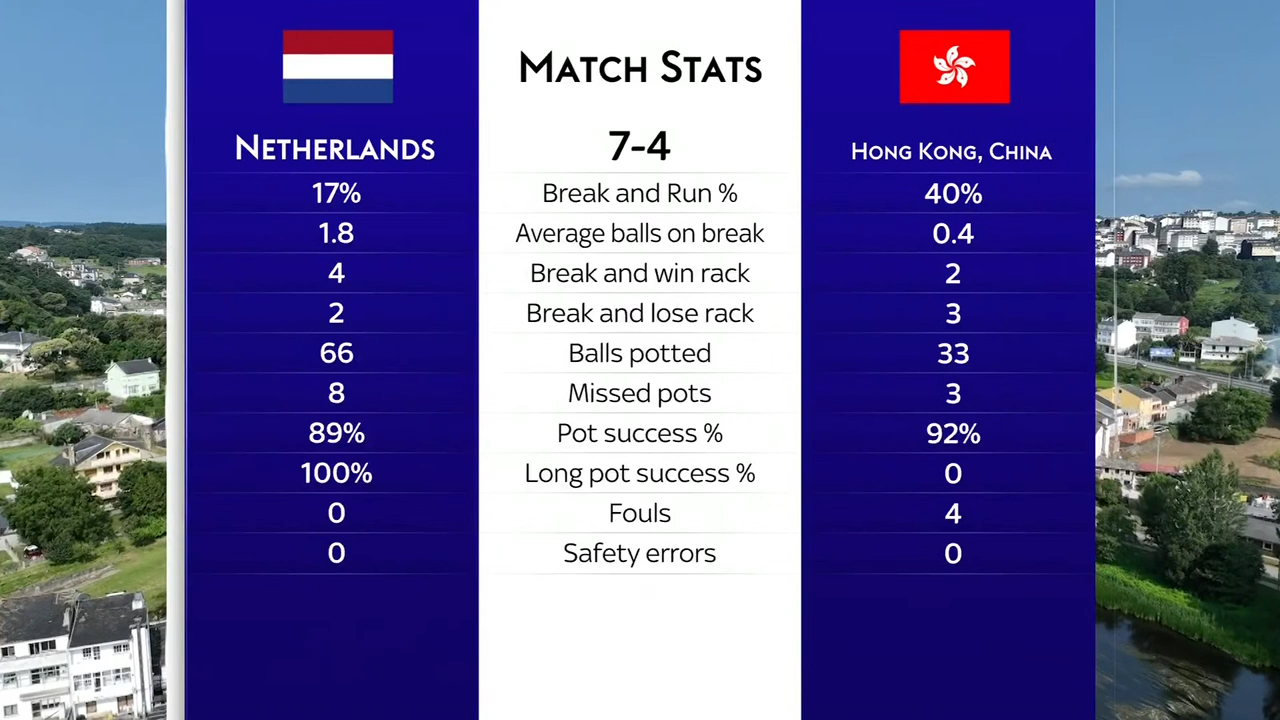 Match Stats
Netherlands 7-4 Hong Kong, China
17% Break and Run % 40%
1.8 Average balls on break 0.4
4 Break and win rack 2
2 Break and lose rack 3
66 Balls potted 33
8 Missed pots 3
89% Pot success % 92%
100% Long pot success % 0
0 Fouls 4
0 Safety errors 0